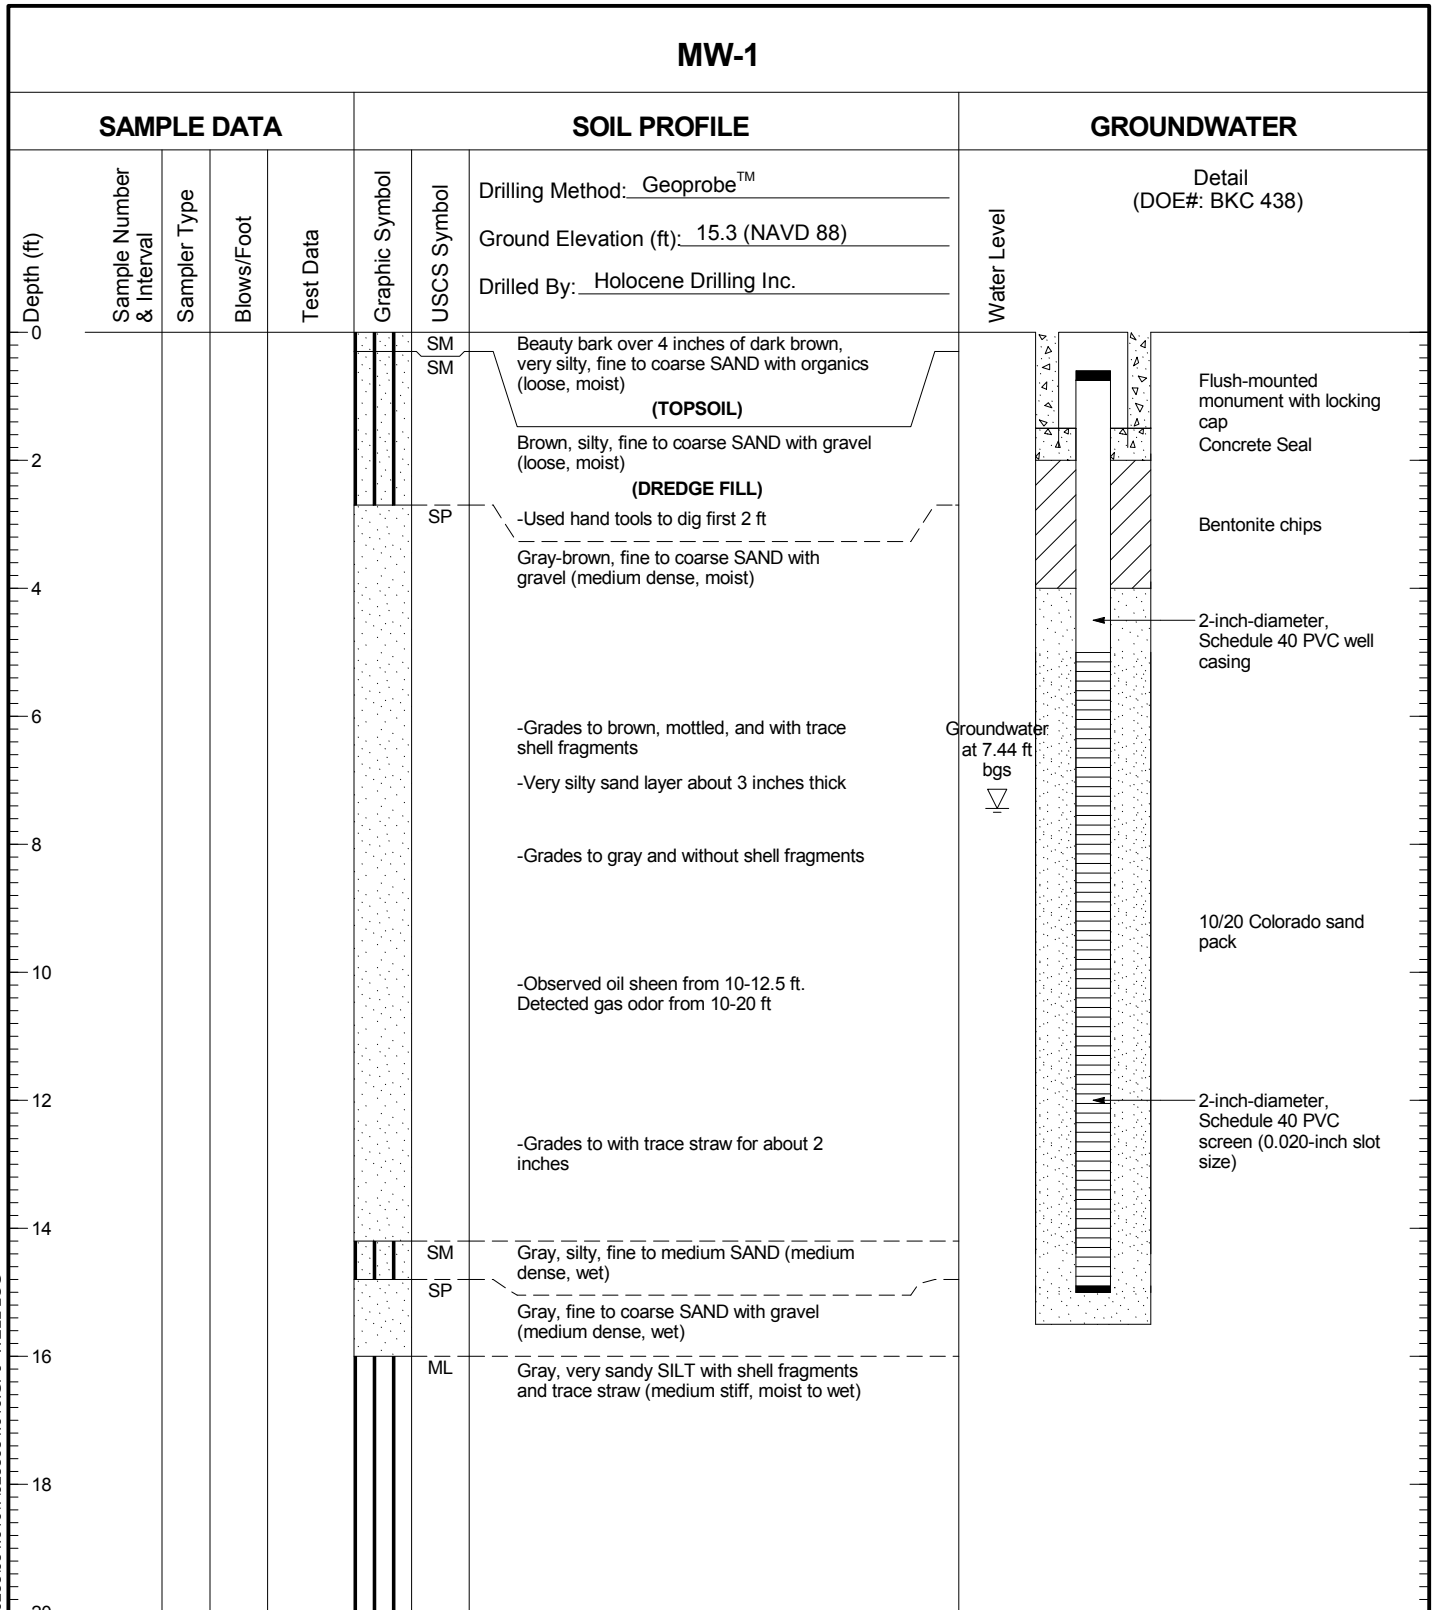 MW-1
SAMPLE DATA
SOIL PROFILE
GROUNDWATER
Depth (ft)
Sample Number
& Interval
Sampler Type
Blows/Foot
Test Data
Graphic Symbol
USCS Symbol
Drilling Method: Geoprobe™
Ground Elevation (ft): 15.3 (NAVD 88)
Drilled By: Holocene Drilling Inc.
Water Level
Detail
(DOE#: BKC 438)
0
SM
Beauty bark over 4 inches of dark brown,
very silty, fine to coarse SAND with organics
(loose, moist)
SM
(TOPSOIL)
Flush-mounted
monument with locking
cap
Brown, silty, fine to coarse SAND with gravel
(loose, moist)
Concrete Seal
2
(DREDGE FILL)
SP
-Used hand tools to dig first 2 ft
Bentonite chips
Gray-brown, fine to coarse SAND with
gravel (medium dense, moist)
4
2-inch-diameter,
Schedule 40 PVC well
casing
6
-Grades to brown, mottled, and with trace
shell fragments
Groundwater
at 7.44 ft
bgs
-Very silty sand layer about 3 inches thick
8
-Grades to gray and without shell fragments
10/20 Colorado sand
pack
10
-Observed oil sheen from 10-12.5 ft.
Detected gas odor from 10-20 ft
12
2-inch-diameter,
Schedule 40 PVC
screen (0.020-inch slot
size)
-Grades to with trace straw for about 2
inches
14
SM
Gray, silty, fine to medium SAND (medium
dense, wet)
SP
Gray, fine to coarse SAND with gravel
(medium dense, wet)
16
ML
Gray, very sandy SILT with shell fragments
and trace straw (medium stiff, moist to wet)
18